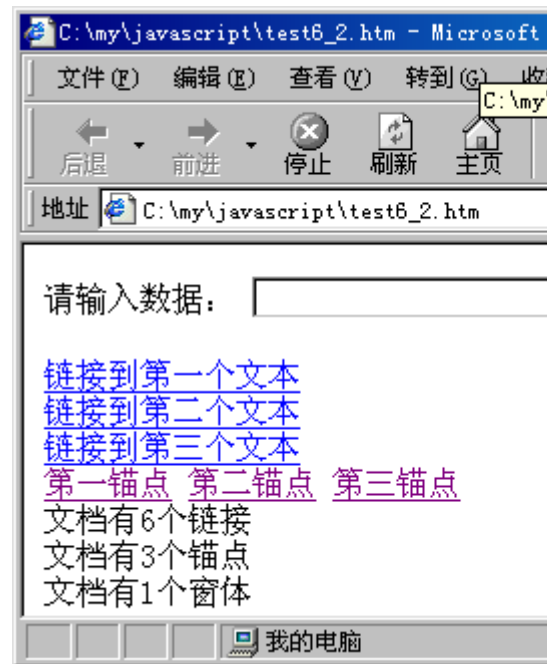 C:\my\javascript\test6_2.htm - Microsoft
文件(F) 编辑(E) 查看(V) 转到(G)
C:\my\
后退 前进 停止 刷新 主页
地址 C:\my\javascript\test6_2.htm
请输入数据：
链接到第一个文本
链接到第二个文本
链接到第三个文本
第一锚点 第二锚点 第三锚点
文档有6个链接
文档有3个锚点
文档有1个窗体
我的电脑